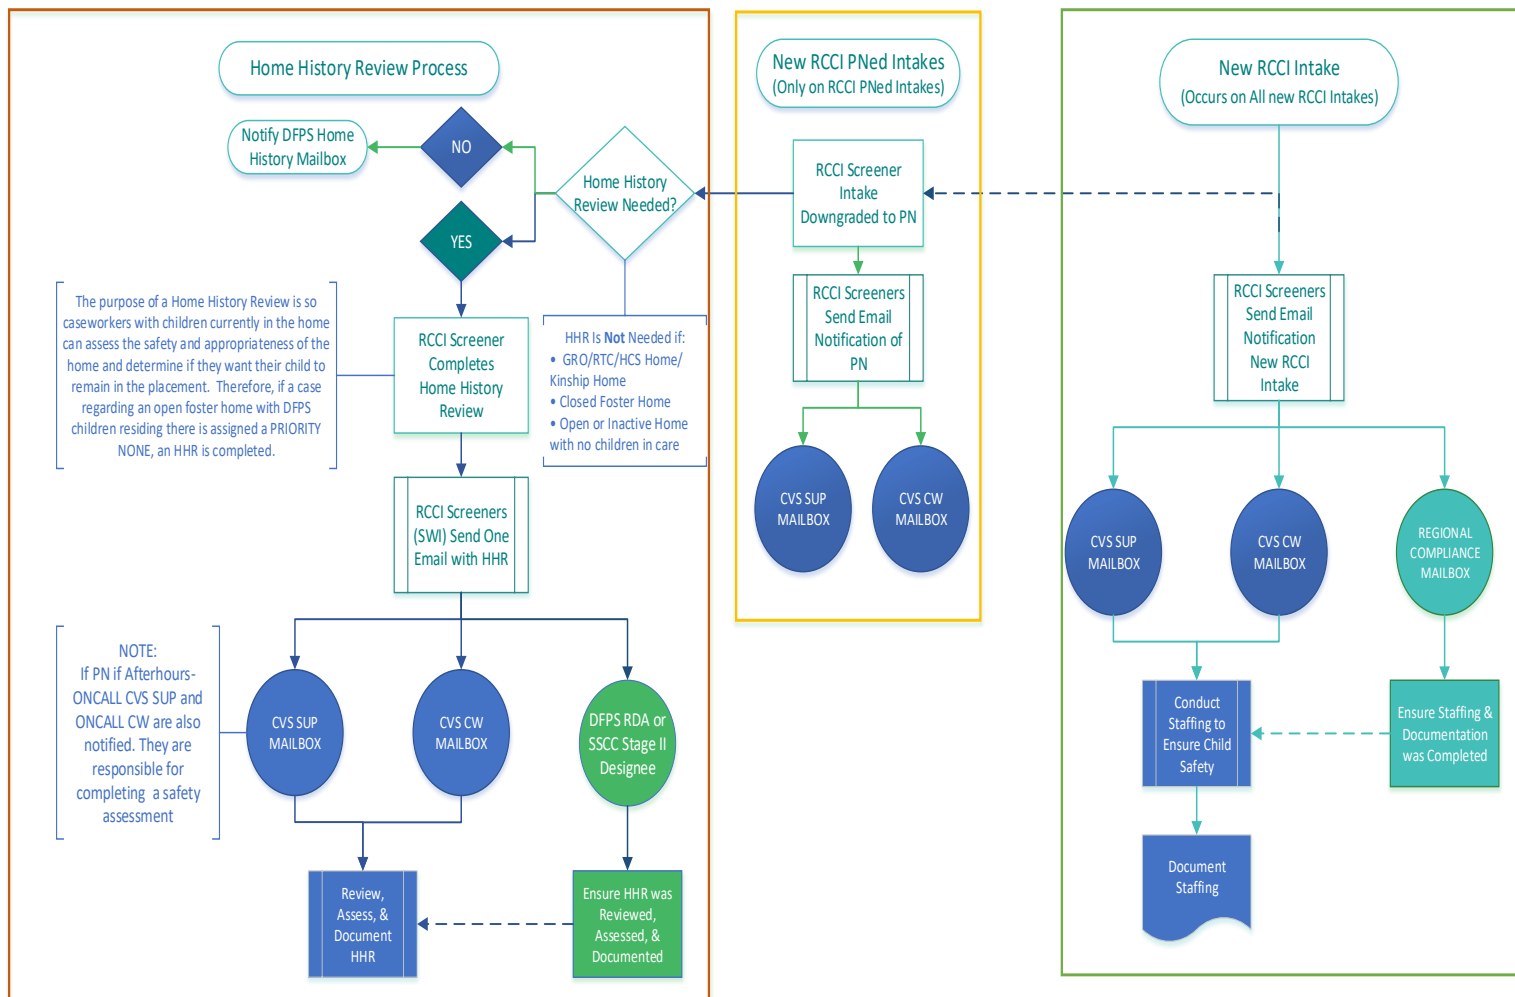 Home History Review Process
Notify DFPS Home
History Mailbox
NO
YES
Home History
Review Needed?
The purpose of a Home History Review is so
caseworkers with children currently in the home
can assess the safety and appropriateness of the
home and determine if they want their child to
remain in the placement.  Therefore, if a case
regarding an open foster home with DFPS
children residing there is assigned a PRIORITY
NONE, an HHR is completed.
RCCI Screener
Completes
Home History
Review
HHR Is Not Needed if:
• GRO/RTC/HCS Home/
Kinship Home
• Closed Foster Home
• Open or Inactive Home
with no children in care
RCCI Screeners
(SWI) Send One
Email with HHR
NOTE:
If PN if Afterhours-
ONCALL CVS SUP and
ONCALL CW are also
notified. They are
responsible for
completing  a safety
assessment
CVS SUP
MAILBOX
CVS CW
MAILBOX
DFPS RDA or
SSCC Stage II
Designee
Review,
Assess, &
Document
HHR
Ensure HHR was
Reviewed,
Assessed, &
Documented
New RCCI PNed Intakes
(Only on RCCI PNed Intakes)
RCCI Screener
Intake
Downgraded to PN
RCCI Screeners
Send Email
Notification of
PN
CVS SUP
MAILBOX
CVS CW
MAILBOX
New RCCI Intake
(Occurs on All new RCCI Intakes)
RCCI Screeners
Send Email
Notification
New RCCI
Intake
CVS SUP
MAILBOX
CVS CW
MAILBOX
REGIONAL
COMPLIANCE
MAILBOX
Conduct
Staffing to
Ensure Child
Safety
Ensure Staffing &
Documentation
was Completed
Document
Staffing